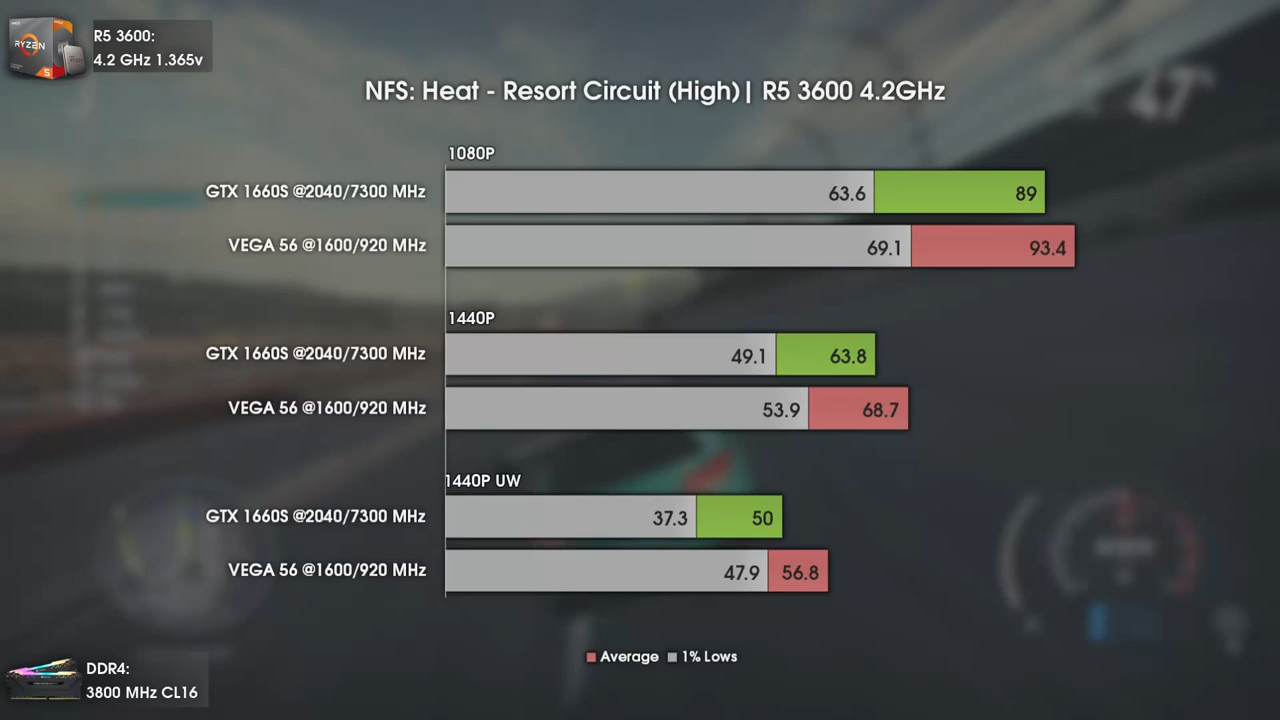 R5 3600:
4.2 GHz 1.365v
RYZEN
5
NFS: Heat - Resort Circuit (High)| R5 3600 4.2GHz
1080P
GTX 1660S @2040/7300 MHz 63.6 89
VEGA 56 @1600/920 MHz 69.1 93.4
1440P
GTX 1660S @2040/7300 MHz 49.1 63.8
VEGA 56 @1600/920 MHz 53.9 68.7
1440P UW
GTX 1660S @2040/7300 MHz 37.3 50
VEGA 56 @1600/920 MHz 47.9 56.8
Average 1% Lows
DDR4:
3800 MHz CL16